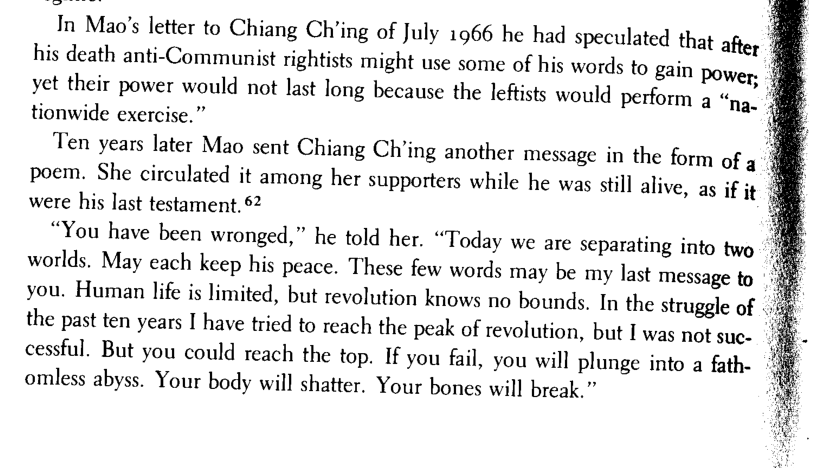 In Mao's letter to Chiang Ch'ing of July 1966 he had speculated that after
his death anti-Communist rightists might use some of his words to gain power;
yet their power would not last long because the leftists would perform a “na-
tionwide exercise.”
Ten years later Mao sent Chiang Ch'ing another message in the form of a
poem. She circulated it among her supporters while he was still alive, as if it
were his last testament.62
“You have been wronged,” he told her. “Today we are separating into two
worlds. May each keep his peace. These few words may be my last message to
you. Human life is limited, but revolution knows no bounds. In the struggle of
the past ten years I have tried to reach the peak of revolution, but I was not suc-
cessful. But you could reach the top. If you fail, you will plunge into a fath-
omless abyss. Your body will shatter. Your bones will break.”